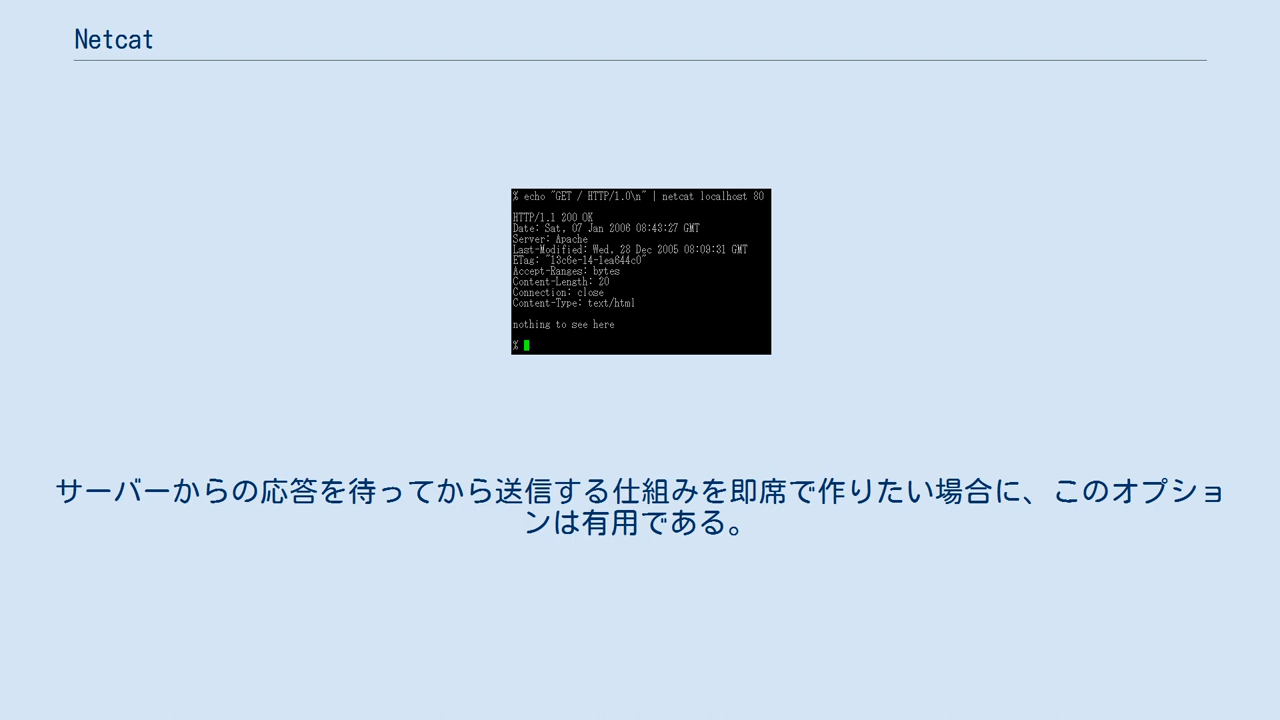 Netcat
% echo "GET / HTTP/1.0\n" | netcat localhost 80
HTTP/1.1 200 OK
Date: Sat, 07 Jan 2006 08:43:27 GMT
Server: Apache
Last-Modified: Wed, 28 Dec 2005 08:09:31 GMT
ETag: "13c6e-14-1ea644c0"
Accept-Ranges: bytes
Content-Length: 20
Connection: close
Content-Type: text/html
nothing to see here
%
サーバーからの応答を待ってから送信する仕組みを即席で作りたい場合に、このオプショ
ンは有用である。